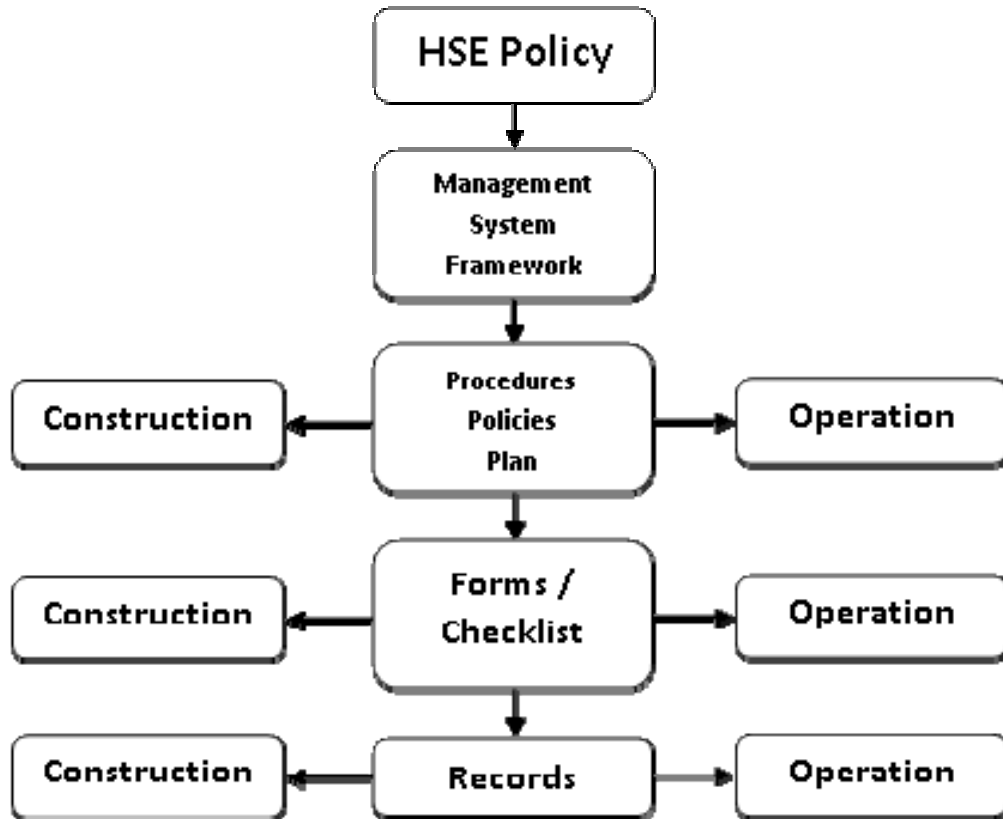 HSE Policy
Management
System
Framework
Construction
Procedures
Policies
Plan
Operation
Construction
Forms /
Checklist
Operation
Construction
Records
Operation